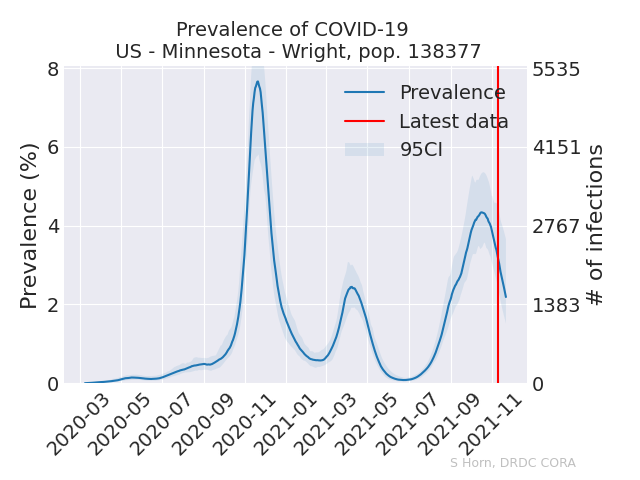 Prevalence of COVID-19
US - Minnesota - Wright, pop. 138377
Prevalence (%)
8
6
4
2
0
5535
4151
2767
1383
0
# of infections
Prevalence
Latest data
95CI
2020-03
2020-05
2020-07
2020-09
2020-11
2021-01
2021-03
2021-05
2021-07
2021-09
2021-11
S Horn, DRDC CORA